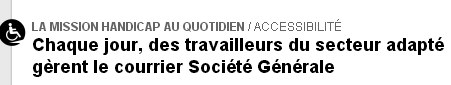 LA MISSION HANDICAP AU QUOTIDIEN / ACCESSIBILITÉ
Chaque jour, des travailleurs du secteur adapté
gèrent le courrier Société Générale